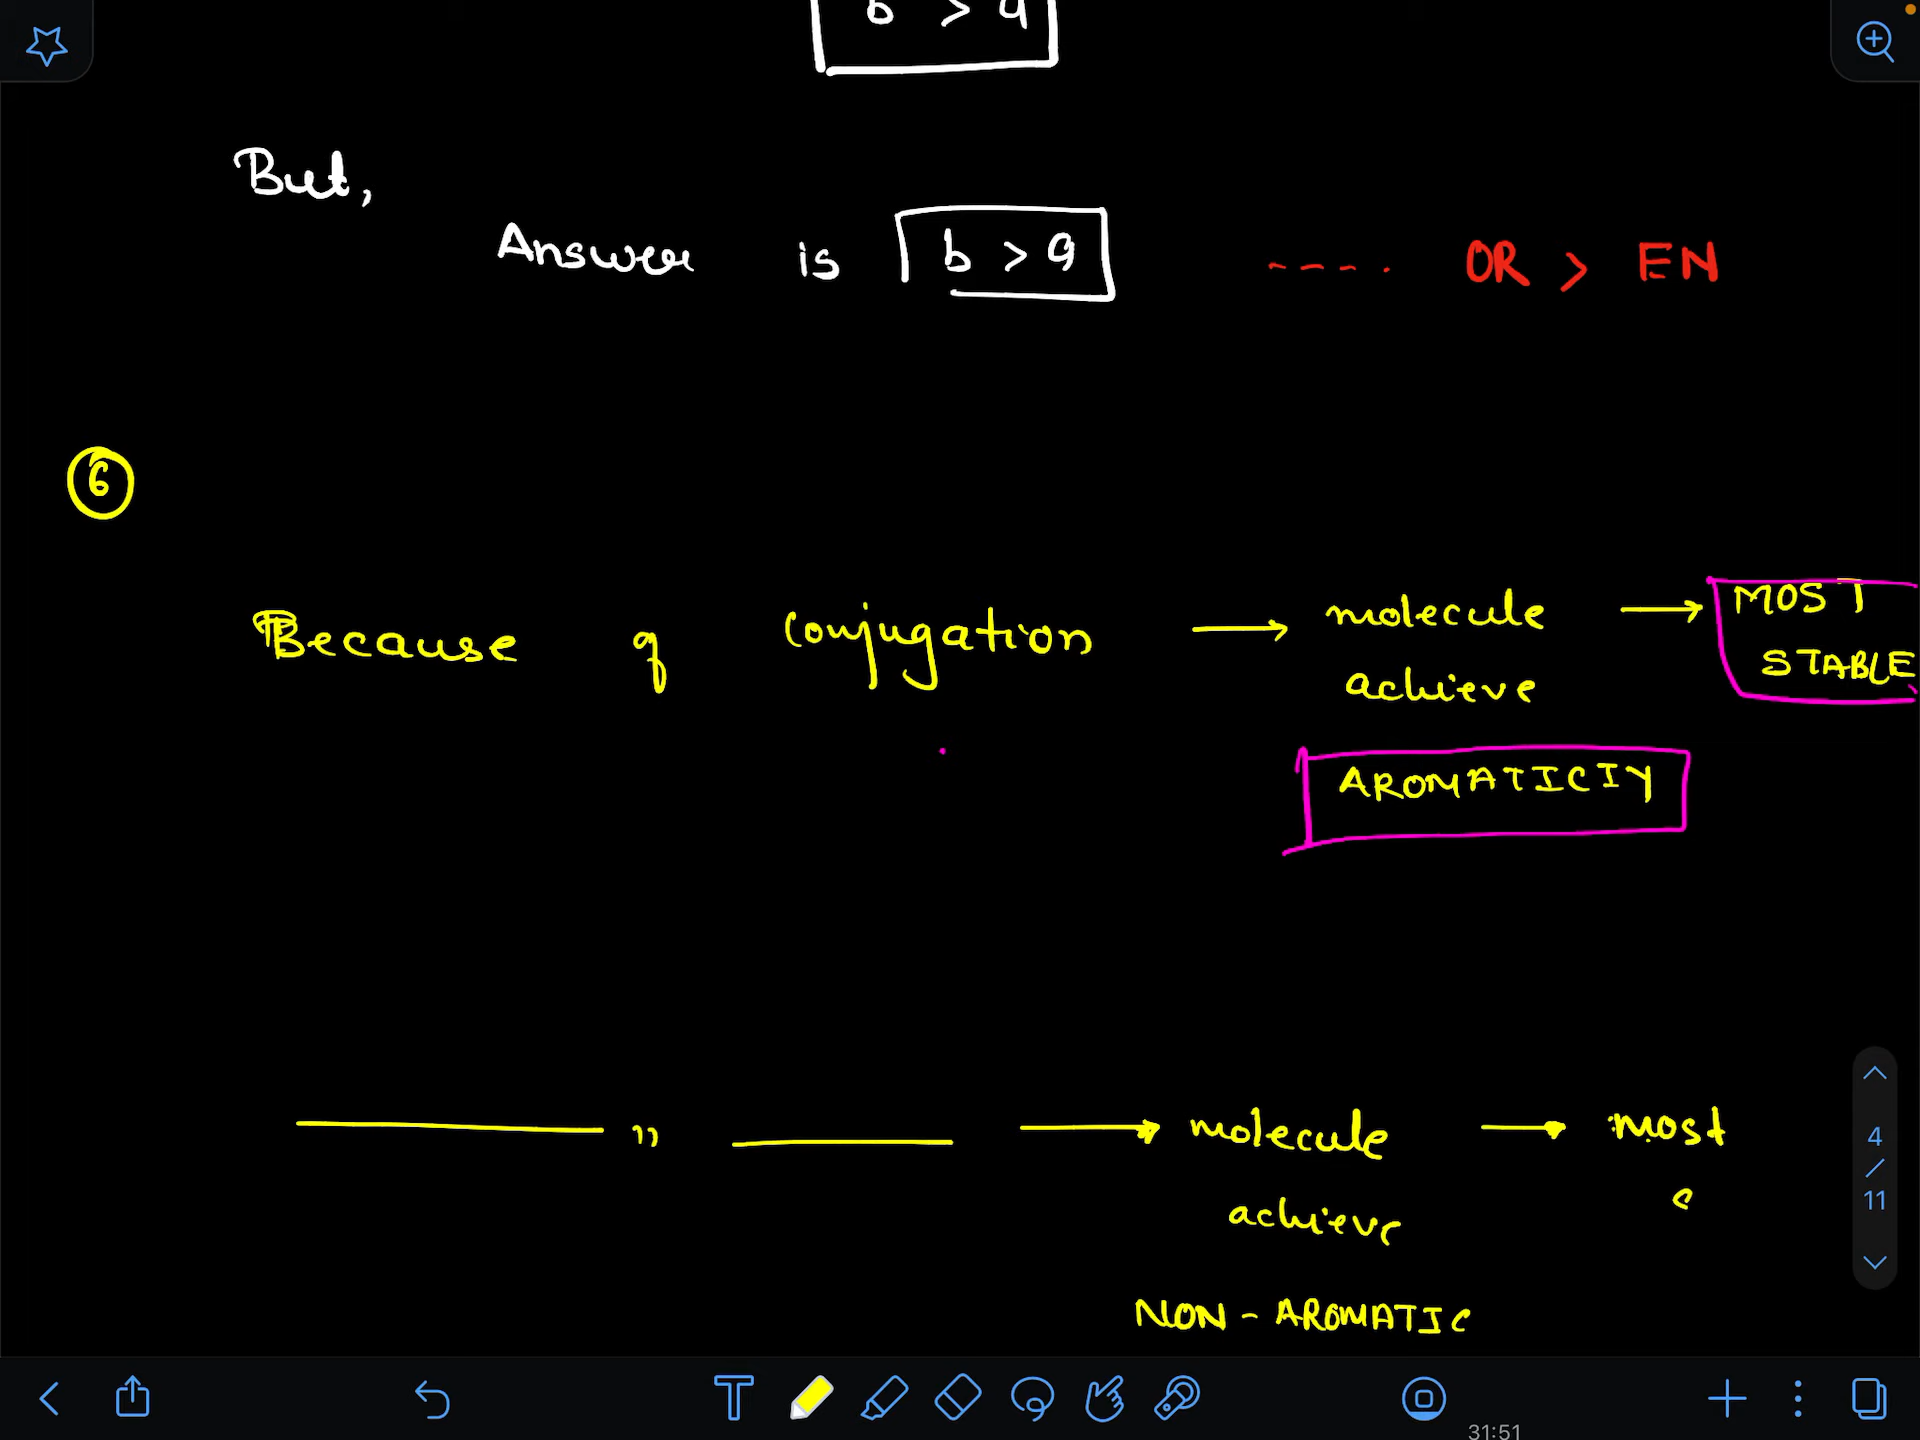 b > a
But,
Answer is b > a ---- . OR > EN
6
Because of conjugation → molecule achieve → MOST STABLE
AROMATICITY
—— " —— → molecule achieve → most s
NON - AROMATIC
4
/
11
31:51